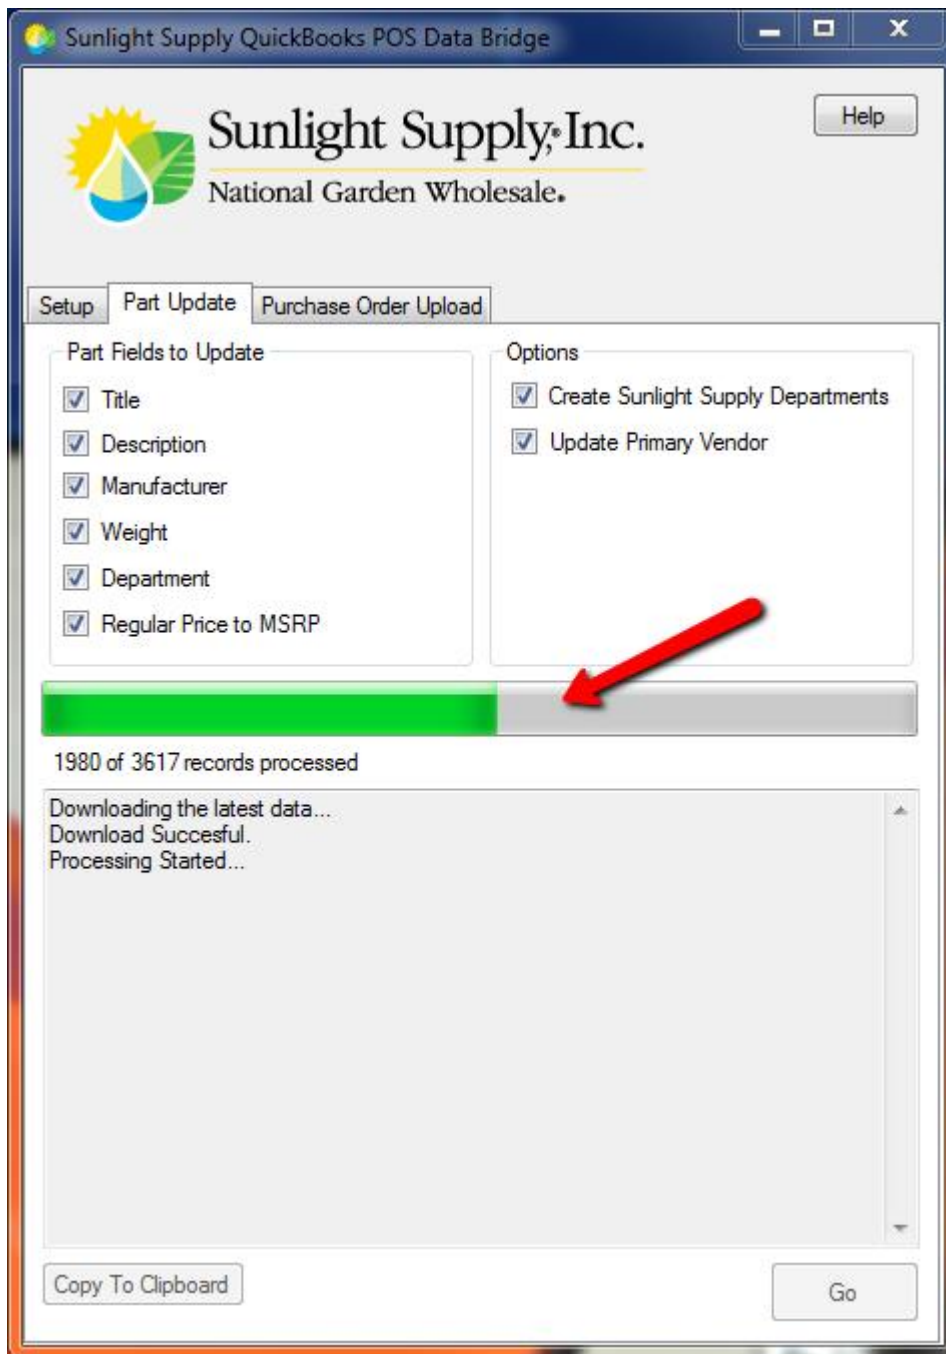 Sunlight Supply QuickBooks POS Data Bridge
Sunlight Supply, Inc.
National Garden Wholesale.
Help
Setup
Part Update
Purchase Order Upload
Part Fields to Update
Title
Description
Manufacturer
Weight
Department
Regular Price to MSRP
Options
Create Sunlight Supply Departments
Update Primary Vendor
1980 of 3617 records processed
Downloading the latest data...
Download Succesful.
Processing Started...
Copy To Clipboard
Go